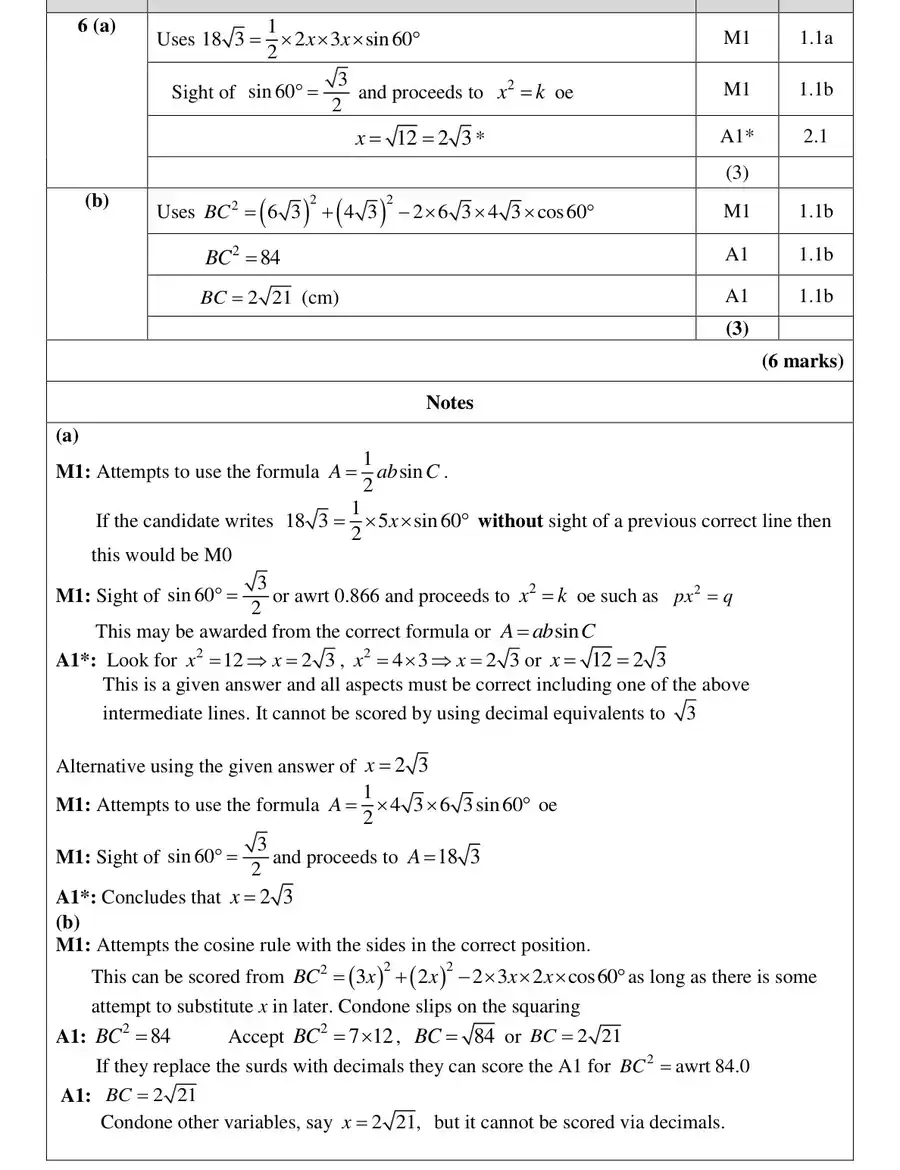 6 (a) Uses 18√3 = 1/2 × 2x × 3x × sin 60° M1 1.1a
Sight of sin 60° = √3/2 and proceeds to x² = k oe M1 1.1b
x = √12 = 2√3 * A1* 2.1
(3)
(b) Uses BC² = (6√3)² + (4√3)² − 2 × 6√3 × 4√3 × cos 60° M1 1.1b
BC² = 84 A1 1.1b
BC = 2√21 (cm) A1 1.1b
(3)
(6 marks)
Notes
(a)
M1: Attempts to use the formula A = 1/2 ab sin C.
If the candidate writes 18√3 = 1/2 × 5x × sin 60° without sight of a previous correct line then
this would be M0
M1: Sight of sin 60° = √3/2 or awrt 0.866 and proceeds to x² = k oe such as px² = q
This may be awarded from the correct formula or A = ab sin C
A1*: Look for x² = 12 ⇒ x = 2√3, x² = 4 × 3 ⇒ x = 2√3 or x = √12 = 2√3
This is a given answer and all aspects must be correct including one of the above
intermediate lines. It cannot be scored by using decimal equivalents to √3
Alternative using the given answer of x = 2√3
M1: Attempts to use the formula A = 1/2 × 4√3 × 6√3 sin 60° oe
M1: Sight of sin 60° = √3/2 and proceeds to A = 18√3
A1*: Concludes that x = 2√3
(b)
M1: Attempts the cosine rule with the sides in the correct position.
This can be scored from BC² = (3x)² + (2x)² − 2 × 3x × 2x × cos 60° as long as there is some
attempt to substitute x in later. Condone slips on the squaring
A1: BC² = 84 Accept BC² = 7 × 12, BC = √84 or BC = 2√21
If they replace the surds with decimals they can score the A1 for BC² = awrt 84.0
A1: BC = 2√21
Condone other variables, say x = 2√21, but it cannot be scored via decimals.